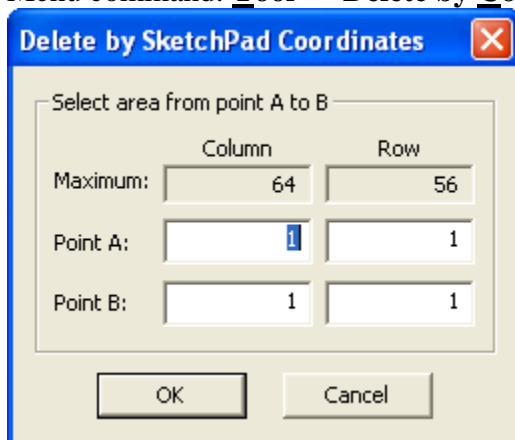 Delete by SketchPad Coordinates
Select area from point A to B
Column Row
Maximum: 64 56
Point A: 1 1
Point B: 1 1
OK Cancel